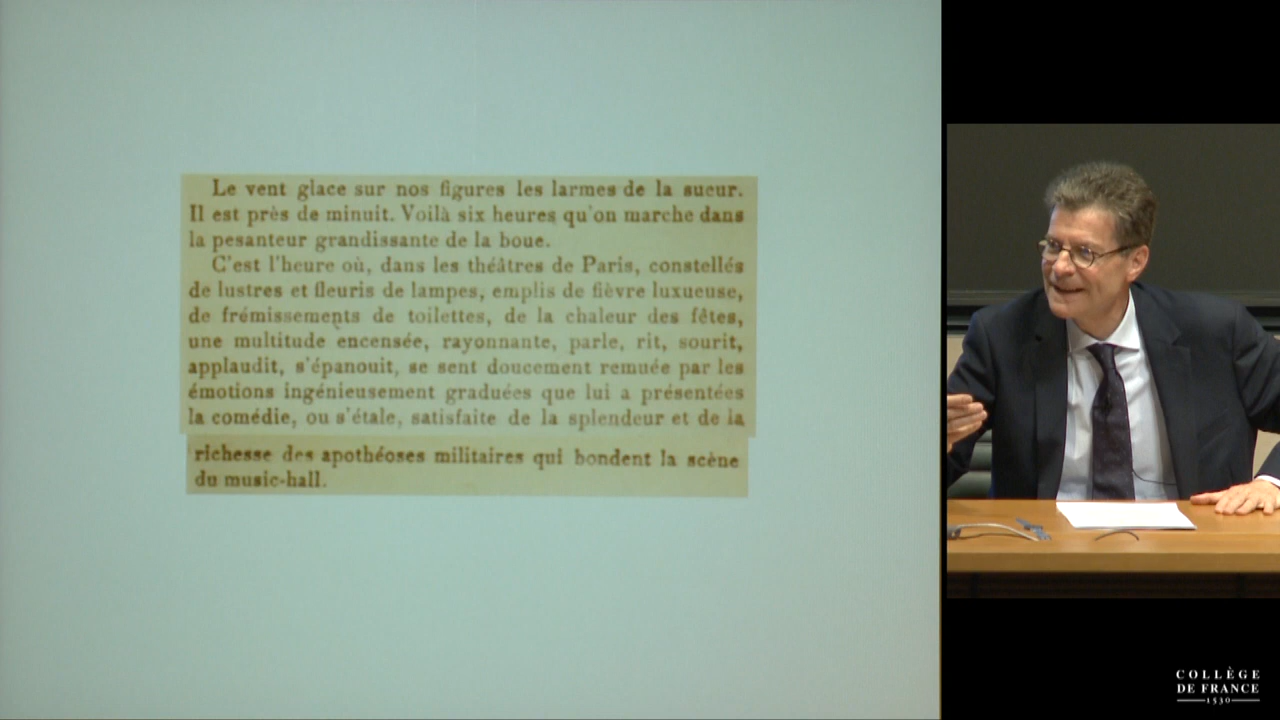 Le vent glace sur nos figures les larmes de la sueur.
Il est près de minuit. Voilà six heures qu'on marche dans
la pesanteur grandissante de la boue.
C'est l'heure où, dans les théâtres de Paris, constellés
de lustres et fleuris de lampes, emplis de fièvre luxueuse,
de frémissements de toilettes, de la chaleur des fêtes,
une multitude encensée, rayonnante, parle, rit, sourit,
applaudit, s'épanouit, se sent doucement remuée par les
émotions ingénieusement graduées que lui a présentées
la comédie, ou s'étale, satisfaite de la splendeur et de la
richesse des apothéoses militaires qui bondent la scène
du music-hall.
COLLÈGE
DE FRANCE
1530